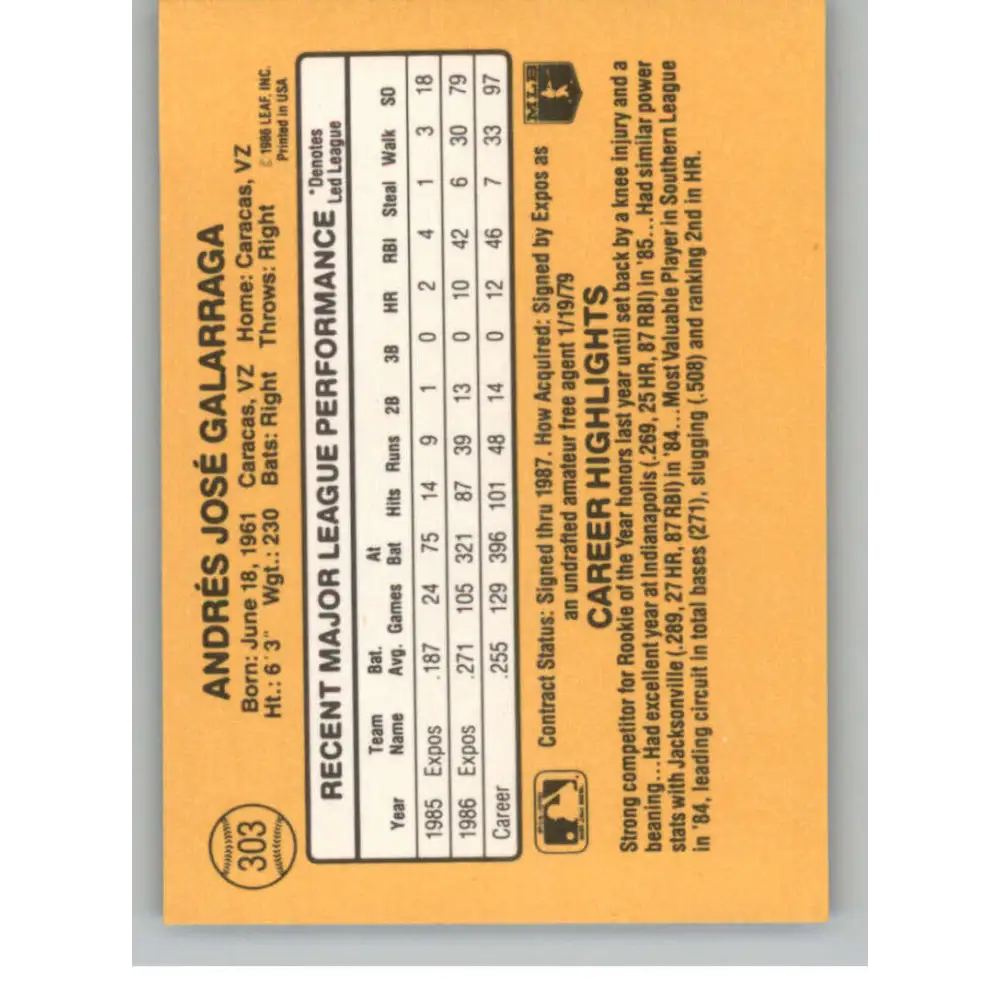 303
ANDRÉS JOSÉ GALARRAGA
Born: June 18, 1961 Caracas, VZ Home: Caracas, VZ
Ht.: 6'3" Wgt.: 230 Bats: Right Throws: Right
© 1986 LEAF, INC.
Printed in USA
RECENT MAJOR LEAGUE PERFORMANCE
*Denotes
Led League
Year Team Name Bat. Avg. Games At Bat Hits Runs 2B 3B HR RBI Steal Walk SO
1985 Expos .187 24 75 14 9 1 0 2 4 1 3 18
1986 Expos .271 105 321 87 39 13 0 10 42 6 30 79
Career .255 129 396 101 48 14 0 12 46 7 33 97
Contract Status: Signed thru 1987. How Acquired: Signed by Expos as
an undrafted amateur free agent 1/19/79
MLB
CAREER HIGHLIGHTS
Strong competitor for Rookie of the Year honors last year until set back by a knee injury and a
beaning...Had excellent year at Indianapolis (.269, 25 HR, 87 RBI) in '85...Had similar power
stats with Jacksonville (.289, 27 HR, 87 RBI) in '84...Most Valuable Player in Southern League
in '84, leading circuit in total bases (271), slugging (.508) and ranking 2nd in HR.